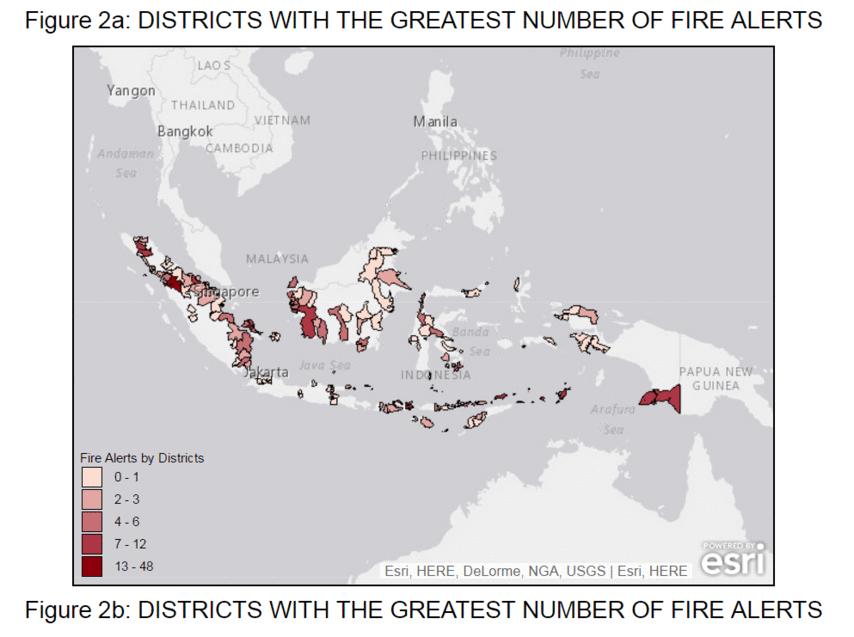 Figure 2a: DISTRICTS WITH THE GREATEST NUMBER OF FIRE ALERTS
Philippine
Sea
LAOS
Yangon
THAILAND
VIETNAM
Manila
Bangkok
CAMBODIA
Andaman
Sea
PHILIPPINES
MALAYSIA
Singapore
Banda
Sea
Java Sea
Jakarta
INDONESIA
PAPUA NEW
GUINEA
Arafura
Sea
Fire Alerts by Districts
0 - 1
2 - 3
4 - 6
7 - 12
13 - 48
POWERED BY
esri
Esri, HERE, DeLorme, NGA, USGS | Esri, HERE
Figure 2b: DISTRICTS WITH THE GREATEST NUMBER OF FIRE ALERTS